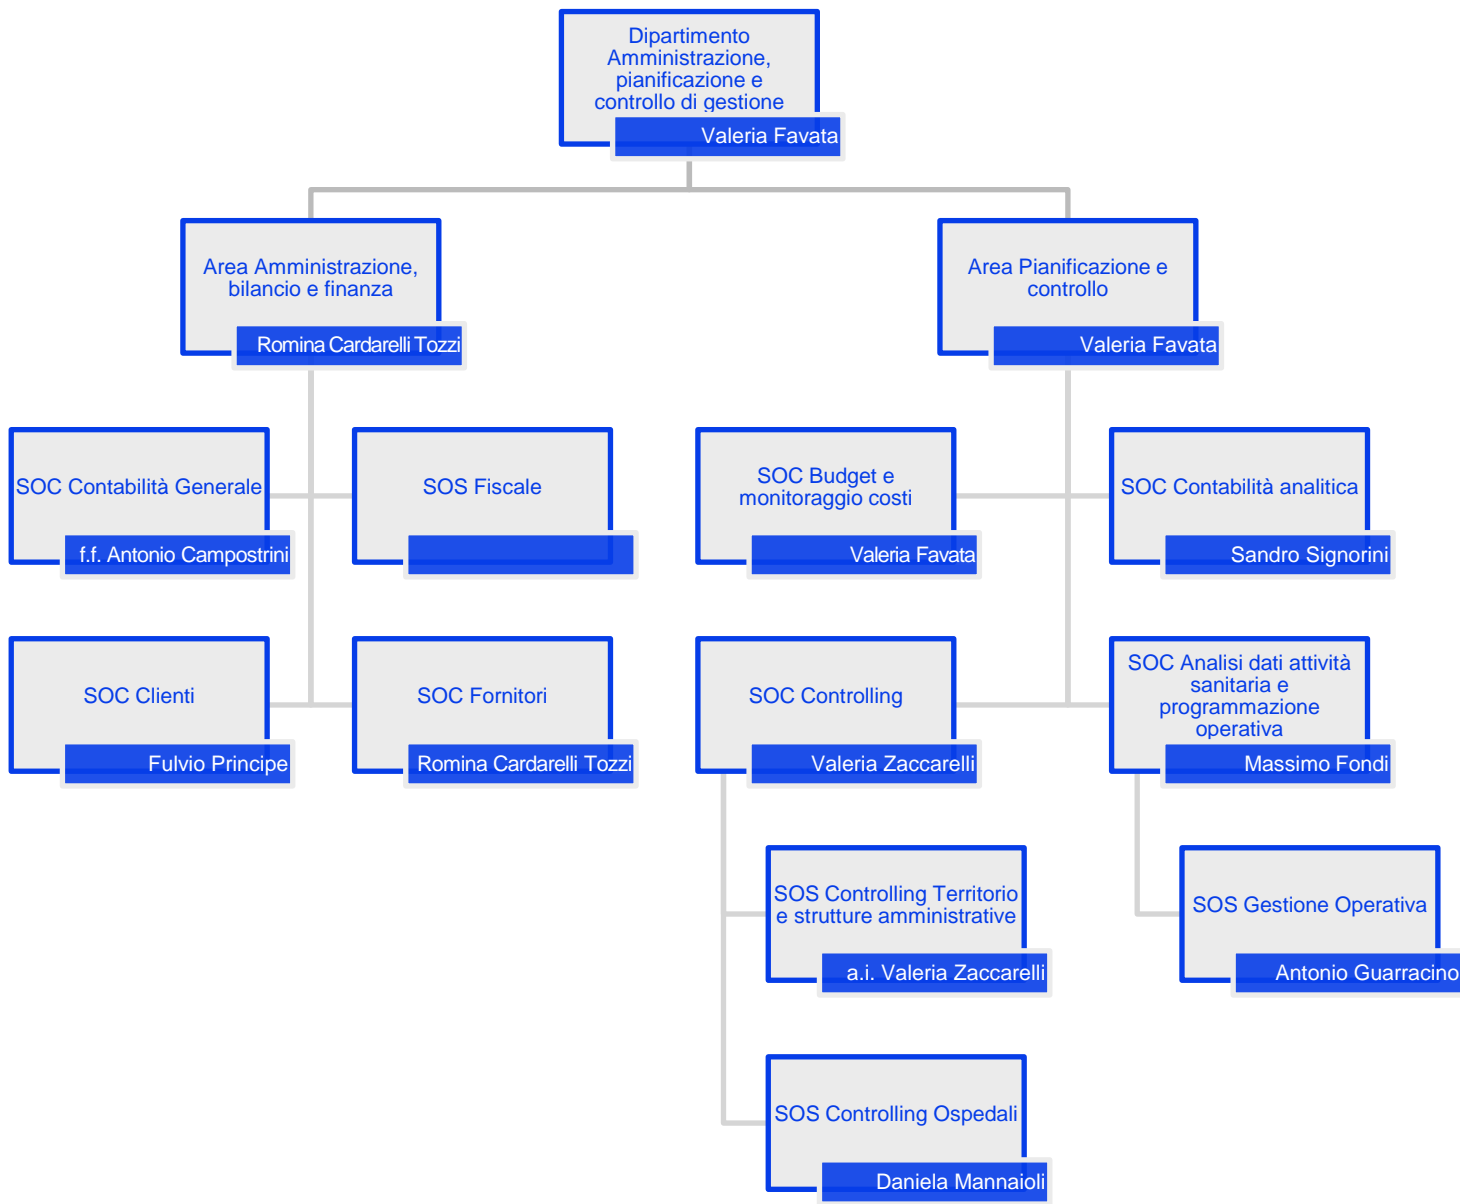 Dipartimento
Amministrazione,
pianificazione e
controllo di gestione
Valeria Favata
Area Amministrazione,
bilancio e finanza
Romina Cardarelli Tozzi
Area Pianificazione e
controllo
Valeria Favata
SOC Contabilità Generale
f.f. Antonio Campostrini
SOS Fiscale
SOC Budget e
monitoraggio costi
Valeria Favata
SOC Contabilità analitica
Sandro Signorini
SOC Clienti
Fulvio Principe
SOC Fornitori
Romina Cardarelli Tozzi
SOC Controlling
Valeria Zaccarelli
SOC Analisi dati attività
sanitaria e
programmazione
operativa
Massimo Fondi
SOS Controlling Territorio
e strutture amministrative
a.i. Valeria Zaccarelli
SOS Gestione Operativa
Antonio Guarracino
SOS Controlling Ospedali
Daniela Mannaioli